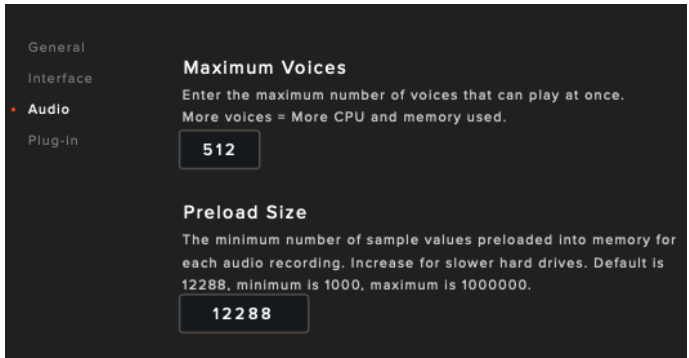 General
Interface
Audio
Plug-in
Maximum Voices
Enter the maximum number of voices that can play at once.
More voices = More CPU and memory used.
512
Preload Size
The minimum number of sample values preloaded into memory for
each audio recording. Increase for slower hard drives. Default is
12288, minimum is 1000, maximum is 1000000.
12288